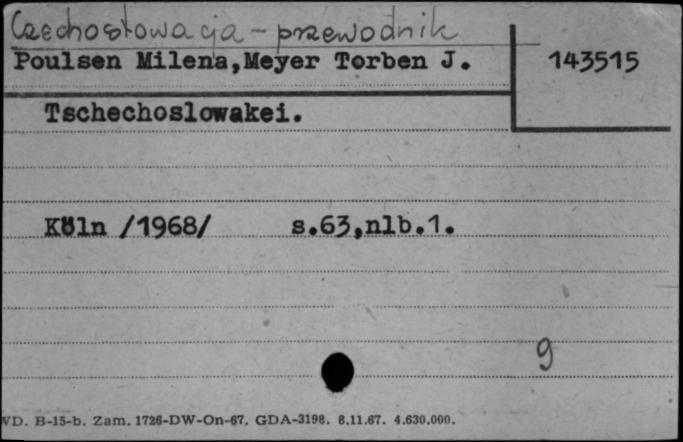 Czechosłowacja - przewodnik
Poulsen Milena,Meyer Torben J.
143515
Tschechoslowakei.
Köln /1968/ s.63,nlb.1.
9
WD. B-15-b. Zam. 1726-DW-On-67. GDA-3198. 8.11.67. 4.630.000.